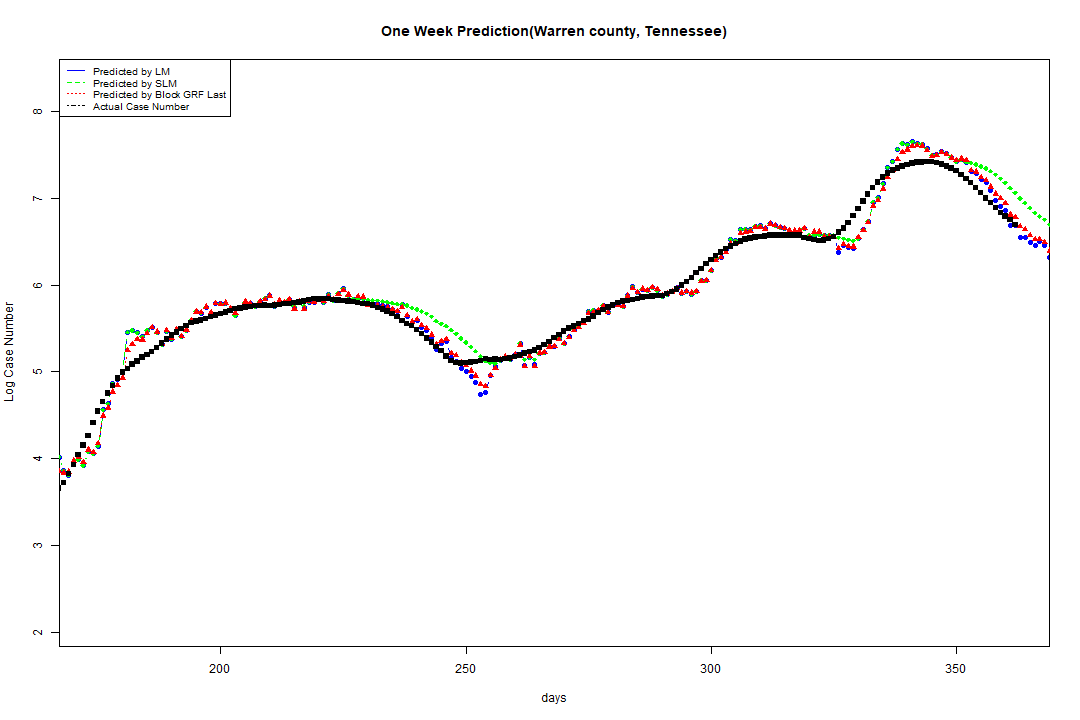 One Week Prediction(Warren county, Tennessee)
Predicted by LM
Predicted by SLM
Predicted by Block GRF Last
Actual Case Number
Log Case Number
8
7
6
5
4
3
2
200 250 300 350
days